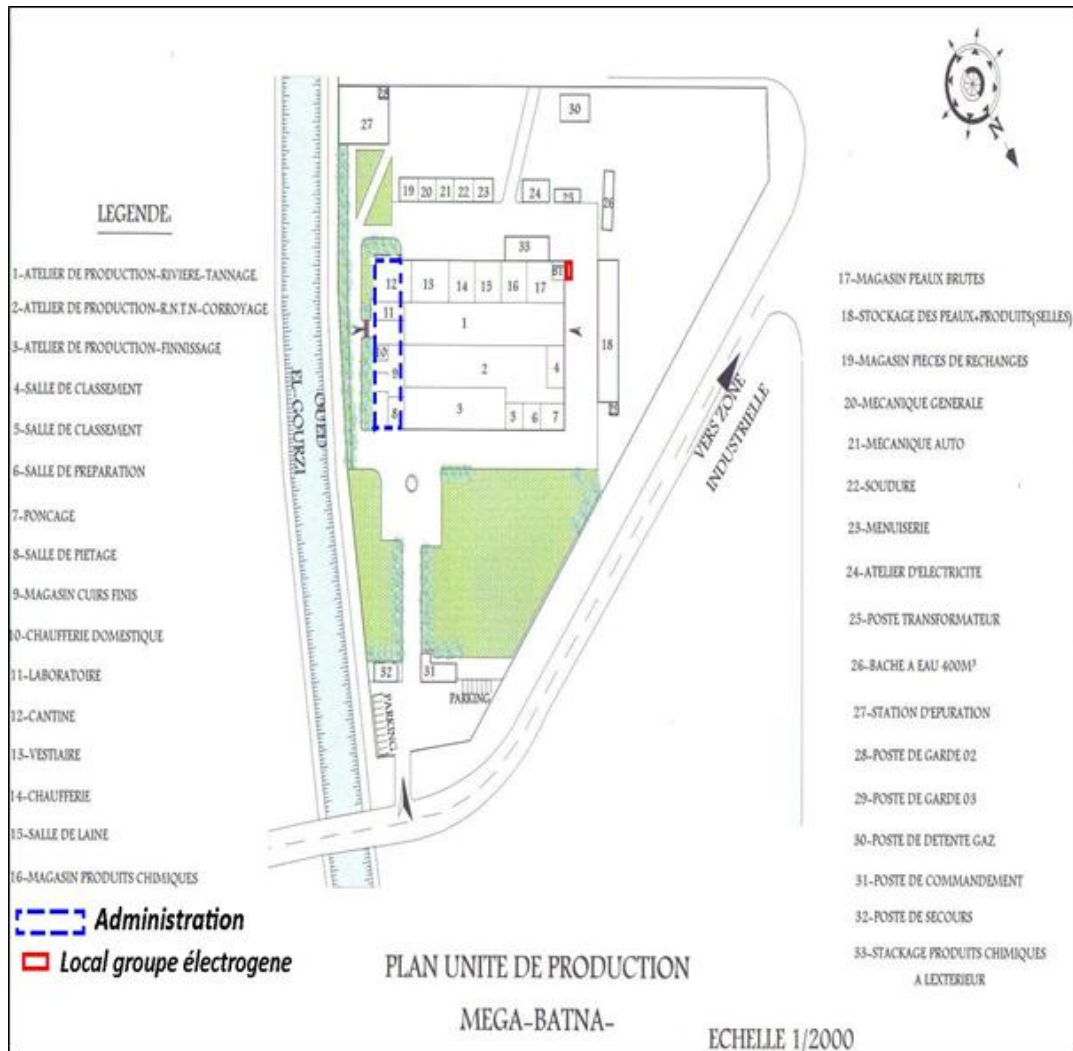 N
28
27
30
19 20 21 22 23
24
25
26
33
12 13 14 15 16 17
BT
11
1
10
9
2
4
18
8
3
5 6 7
29
OUED
EL-GOURZI
VERS ZONE
INDUSTRIELLE
32
31
PARKING
PARKING
LEGENDE:
1-ATELIER DE PRODUCTION-RIVIERE-TANNAGE
2-ATELIER DE PRODUCTION-R.N.T.N-CORROYAGE
3-ATELIER DE PRODUCTION-FINNISSAGE
4-SALLE DE CLASSEMENT
5-SALLE DE CLASSEMENT
6-SALLE DE PREPARATION
7-PONCAGE
8-SALLE DE PIETAGE
9-MAGASIN CUIRS FINIS
10-CHAUFFERIE DOMESTIQUE
11-LABORATOIRE
12-CANTINE
13-VESTIAIRE
14-CHAUFFERIE
15-SALLE DE LAINE
16-MAGASIN PRODUITS CHIMIQUES
Administration
Local groupe électrogene
17-MAGASIN PEAUX BRUTES
18-STOCKAGE DES PEAUX+PRODUITS(SELLES)
19-MAGASIN PIECES DE RECHANGES
20-MECANIQUE GENERALE
21-MECANIQUE AUTO
22-SOUDURE
23-MENUISERIE
24-ATELIER D'ELECTRICITE
25-POSTE TRANSFORMATEUR
26-BACHE A EAU 400M³
27-STATION D'EPURATION
28-POSTE DE GARDE 02
29-POSTE DE GARDE 03
30-POSTE DE DETENTE GAZ
31-POSTE DE COMMANDEMENT
32-POSTE DE SECOURS
33-STACKAGE PRODUITS CHIMIQUES
A LEXTERIEUR
PLAN UNITE DE PRODUCTION
MEGA-BATNA-
ECHELLE 1/2000